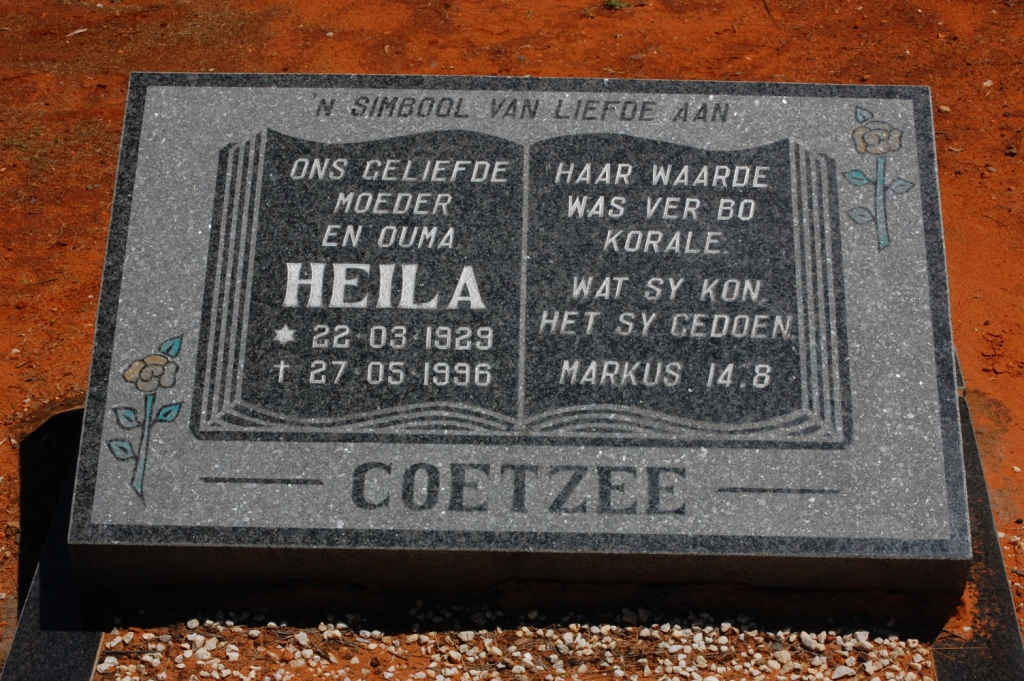 'N SIMBOOL VAN LIEFDE AAN
ONS GELIEFDE
MOEDER
EN OUMA
HEILA
* 22·03·1929
† 27·05·1996
HAAR WAARDE
WAS VER BO
KORALE.
WAT SY KON,
HET SY GEDOEN.
MARKUS 14.8
COETZEE